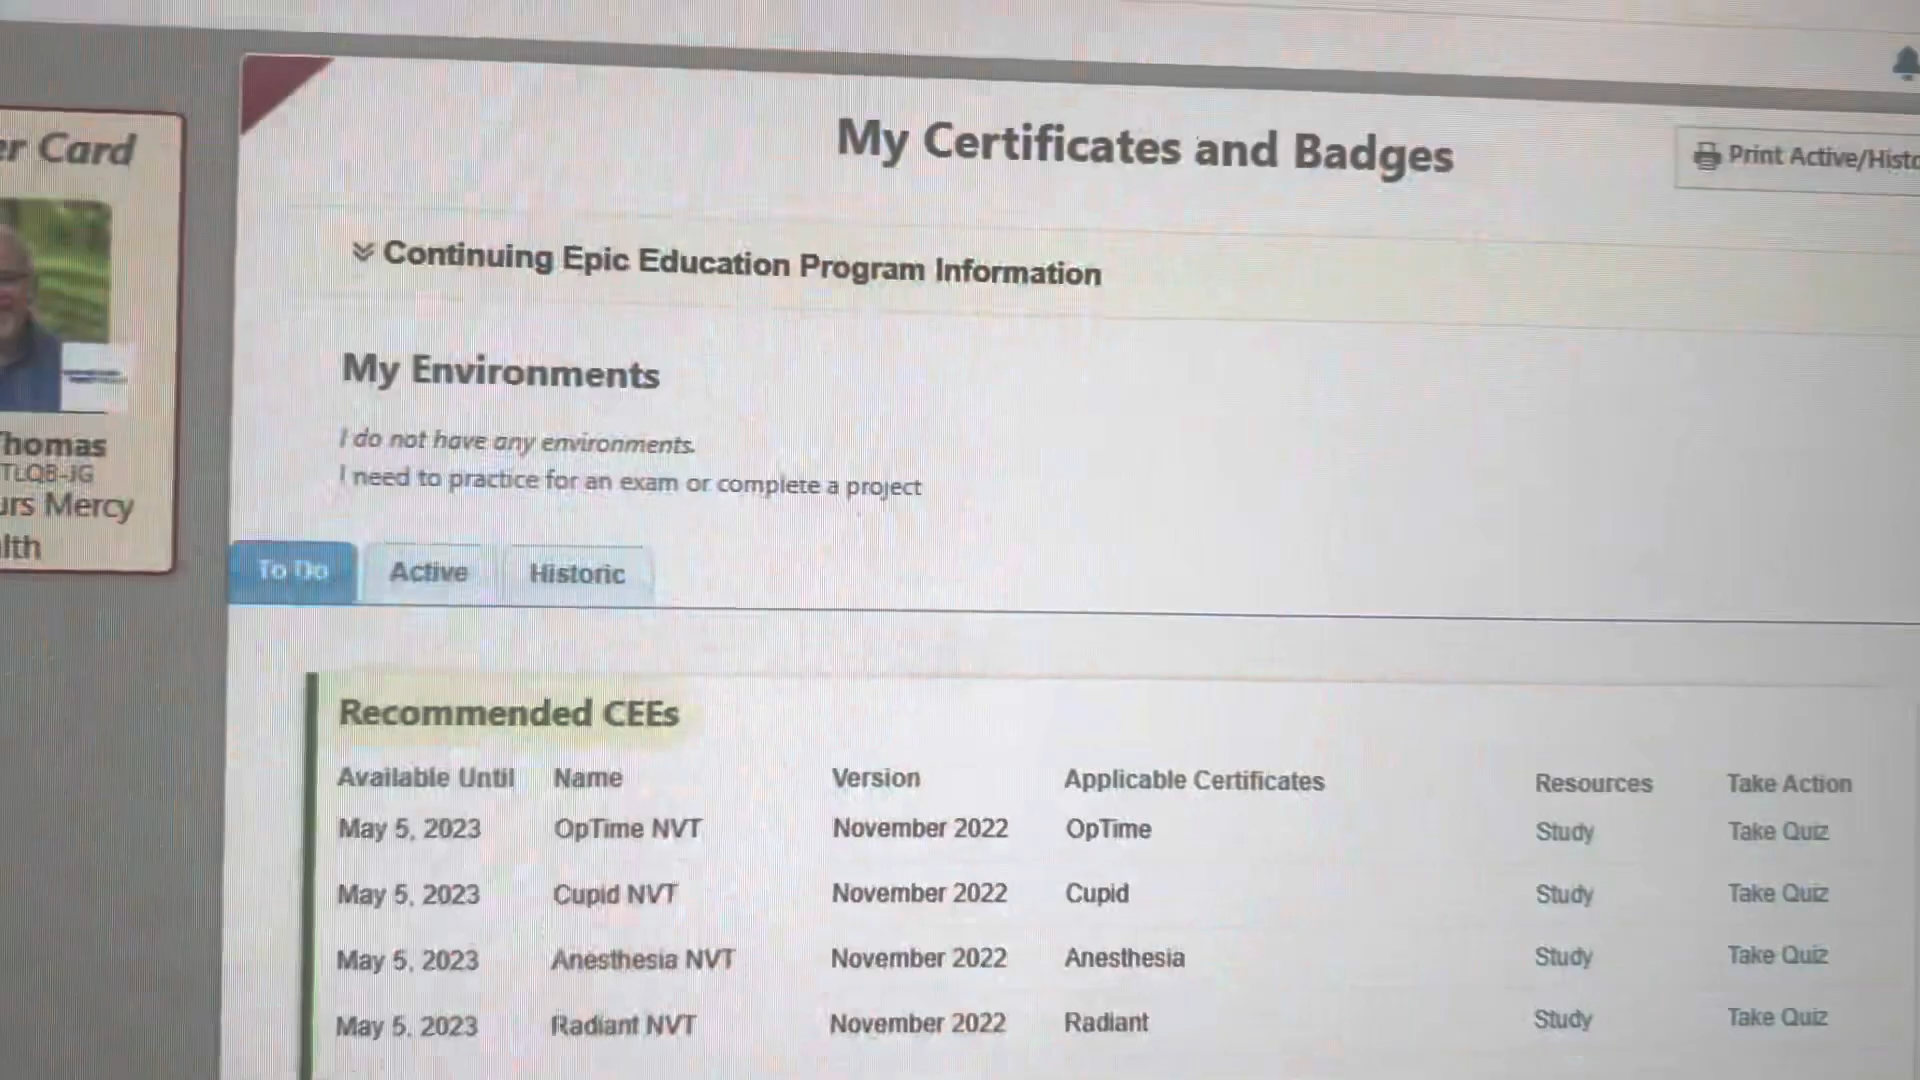 er Card
homas
TLQB-JG
urs Mercy
lth
My Certificates and Badges
Print Active/Histo
Continuing Epic Education Program Information
My Environments
I do not have any environments.
I need to practice for an exam or complete a project
To Do Active Historic
Recommended CEEs
Available Until Name Version Applicable Certificates Resources Take Action
May 5, 2023 OpTime NVT November 2022 OpTime Study Take Quiz
May 5, 2023 Cupid NVT November 2022 Cupid Study Take Quiz
May 5, 2023 Anesthesia NVT November 2022 Anesthesia Study Take Quiz
May 5, 2023 Radiant NVT November 2022 Radiant Study Take Quiz